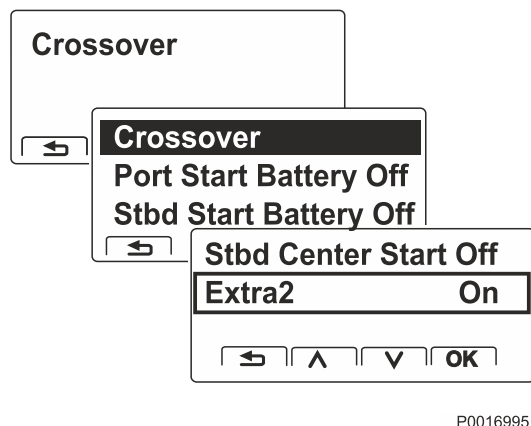 Crossover
Crossover
Port Start Battery Off
Stbd Start Battery Off
Stbd Center Start Off
Extra2 On
OK
P0016995